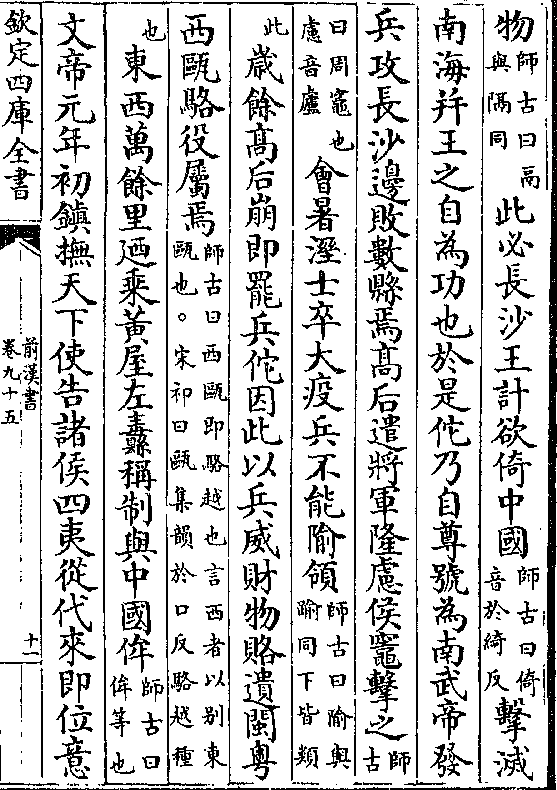 物師古曰鬲與隔同此必長沙王計欲倚中國師古曰倚音於綺反擊滅
南海幷王之自為功也於是佗乃自尊號為南武帝發
兵攻長沙邊敗數縣焉髙后遣將軍隆慮侯竈擊之師古
曰周竈也慮音廬會暑溼士卒大疫兵不能隃領師古曰隃與踰同下皆類
此歲餘髙后崩即罷兵佗因此以兵威財物賂遺閩粤
西甌駱役屬焉師古曰西甌即駱越也言西者以别東甌也。宋祁曰甌集韻於口反駱越種
也東西萬餘里廼乗黃屋左纛稱制與中國侔師古曰侔等也
文帝元年初鎮撫天下使告諸侯四夷從代來即位意
欽定四庫全書
前漢書
卷九十五
十一